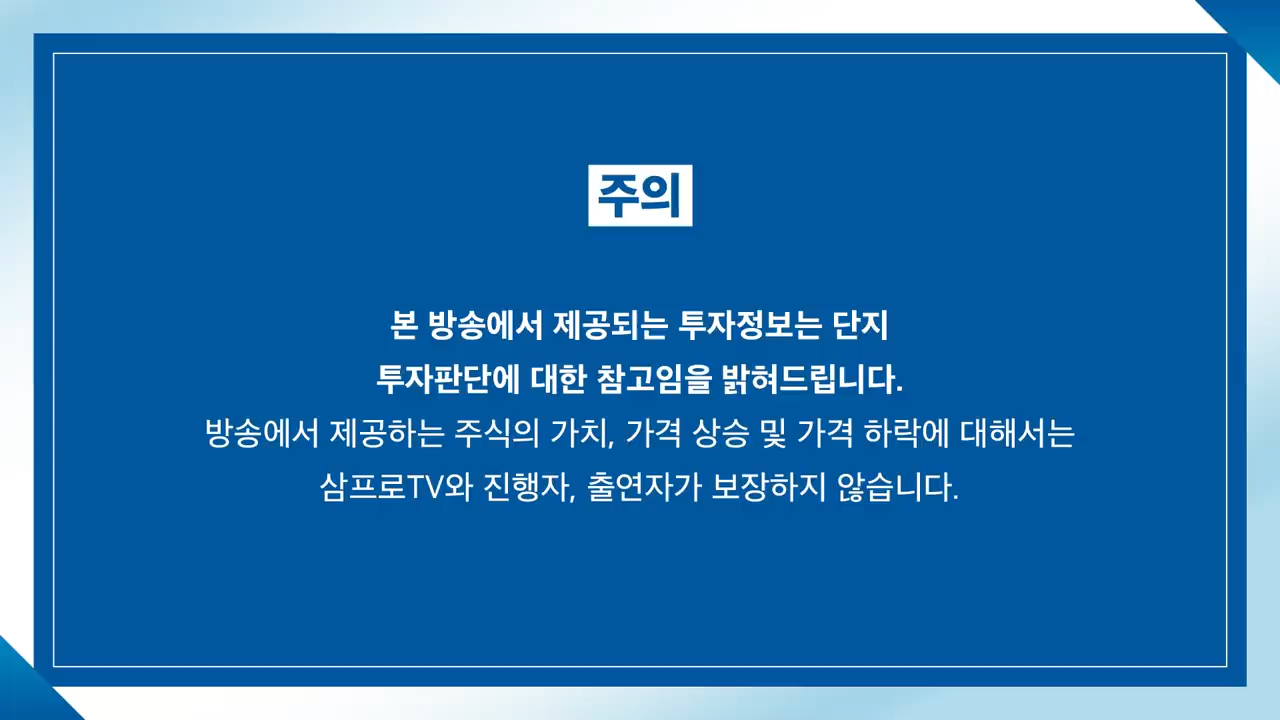 주의
본 방송에서 제공되는 투자정보는 단지
투자판단에 대한 참고임을 밝혀드립니다.
방송에서 제공하는 주식의 가치, 가격 상승 및 가격 하락에 대해서는
삼프로TV와 진행자, 출연자가 보장하지 않습니다.